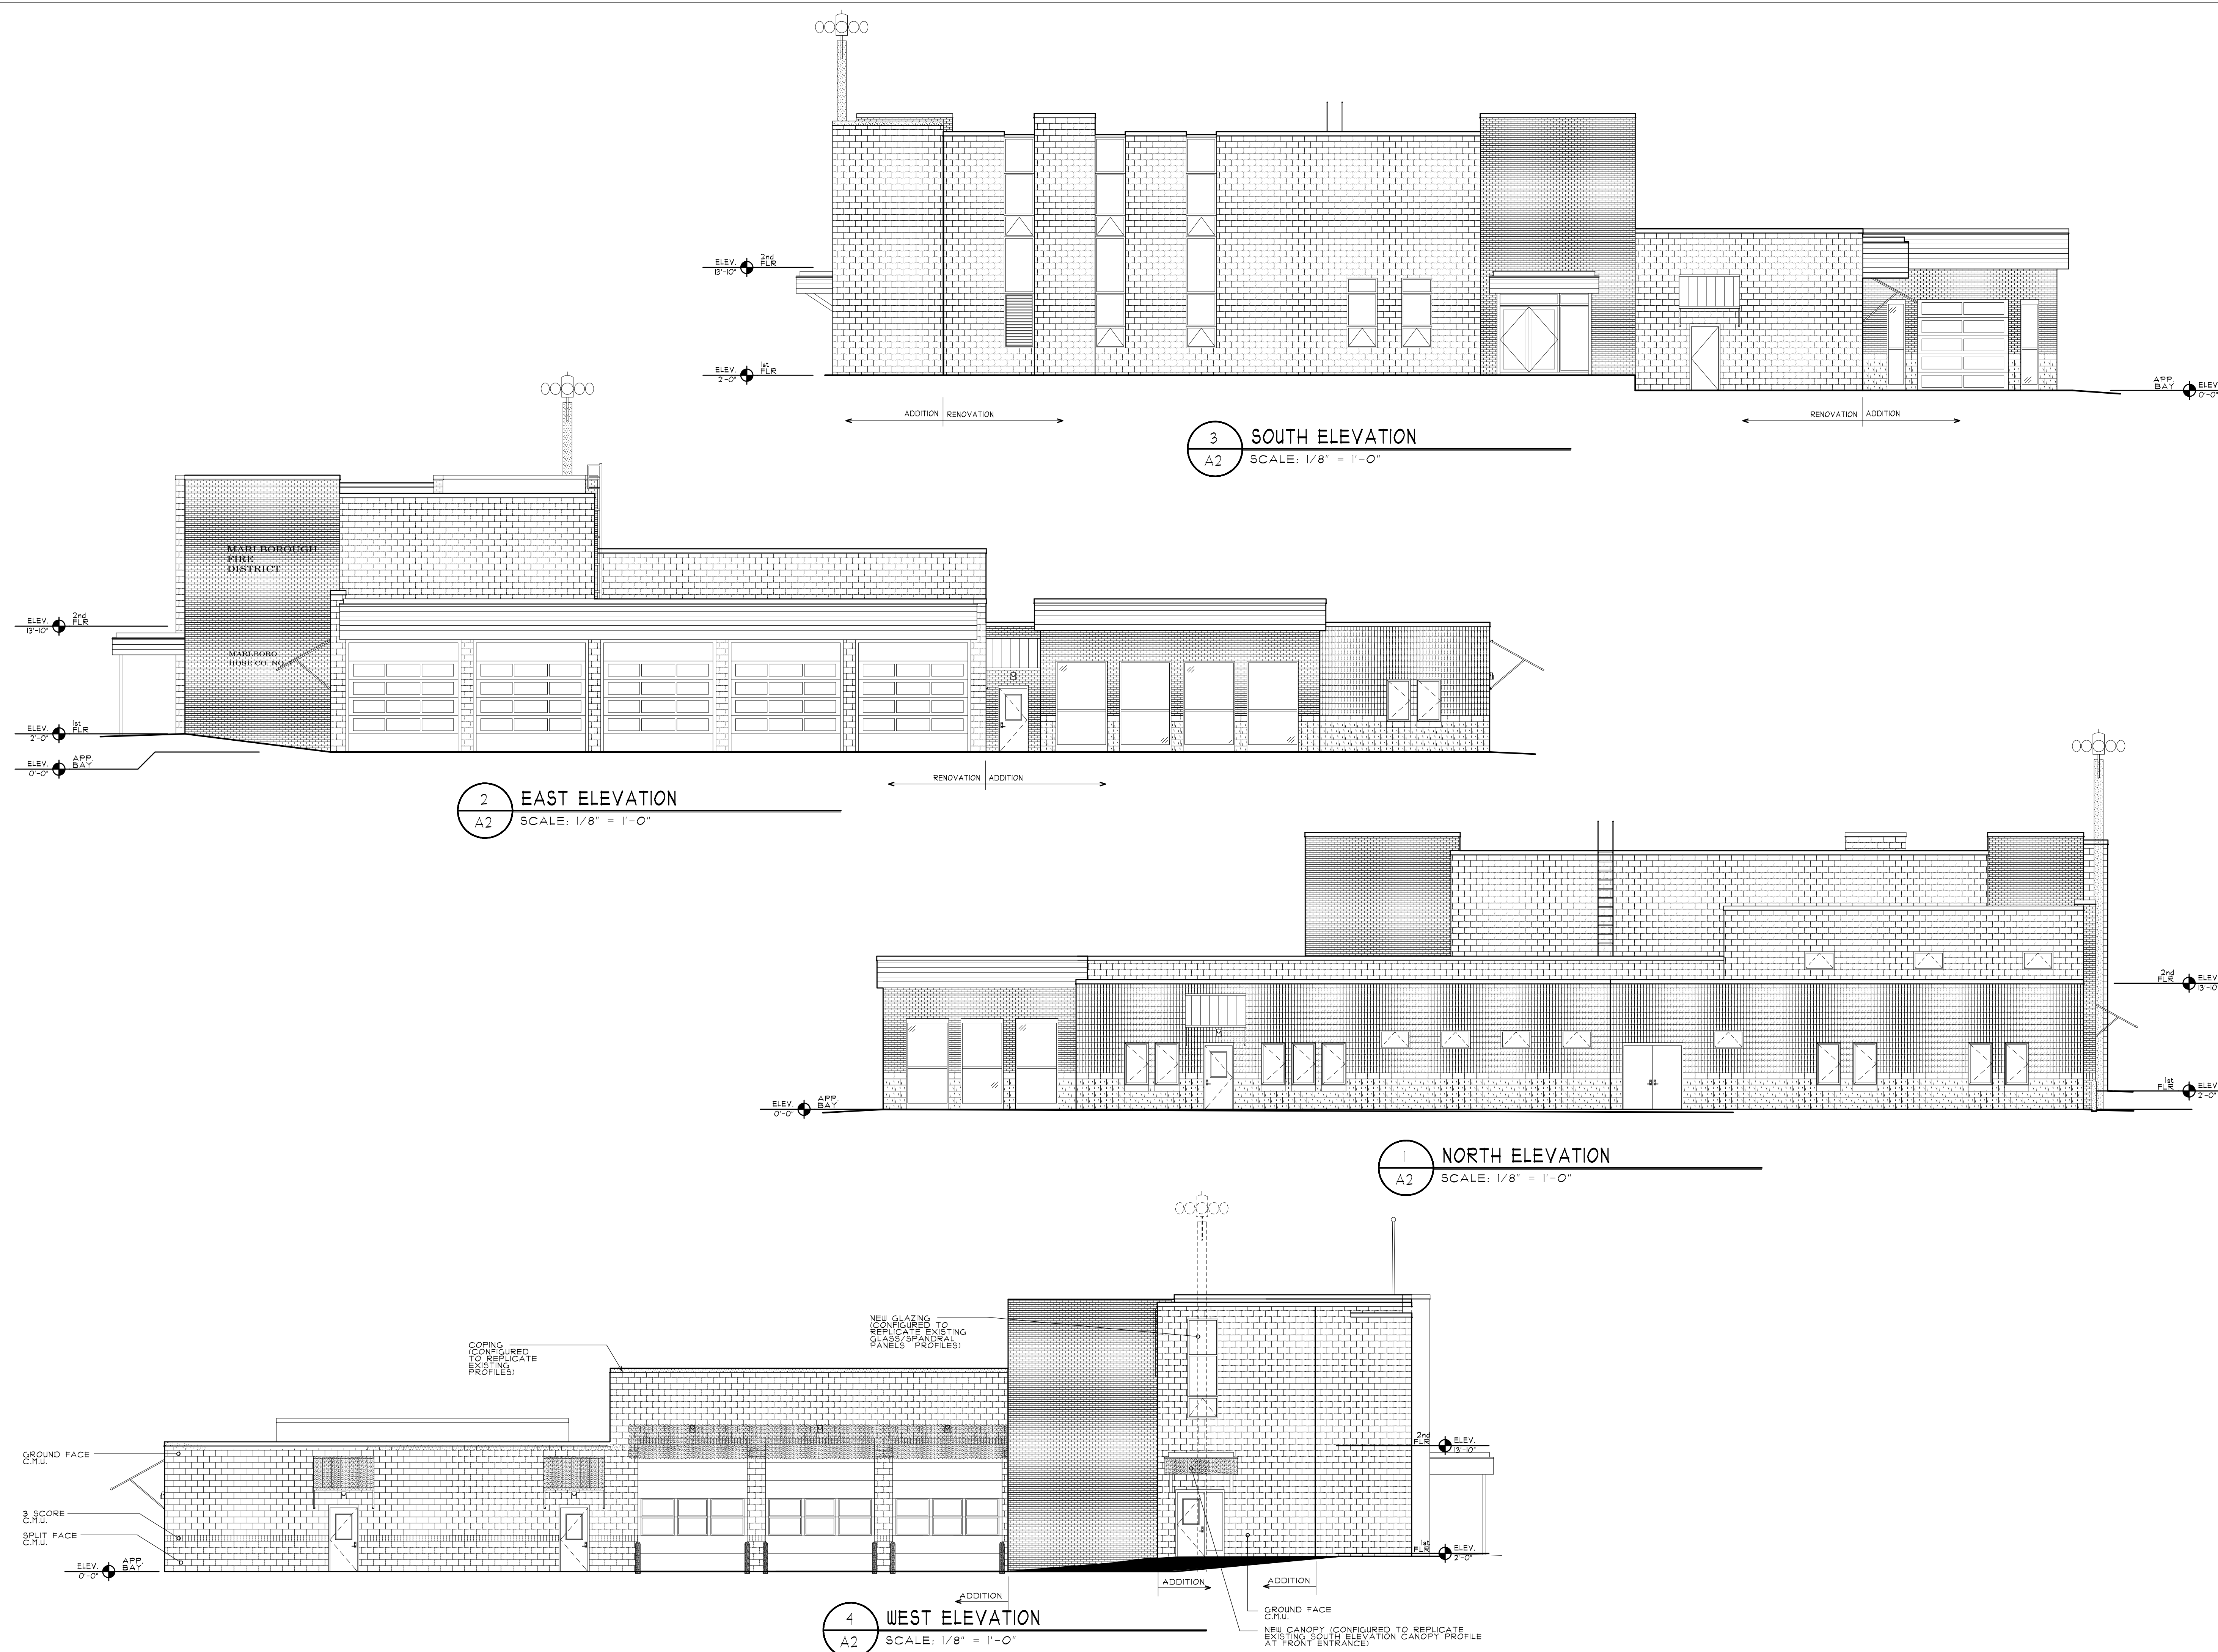 ELEV.
13'-10"
2nd
FLR
ELEV.
2'-0"
1st
FLR
APP.
BAY
ELEV
0'-0"
ADDITION
RENOVATION
RENOVATION
ADDITION
3
A2
SOUTH ELEVATION
SCALE: 1/8" = 1'-0"
MARLBOROUGH
FIRE
DISTRICT
MARLBORO
HOSE CO. NO. 1
ELEV.
13'-10"
2nd
FLR
ELEV.
2'-0"
1st
FLR
ELEV.
0'-0"
APP.
BAY
RENOVATION
ADDITION
2
A2
EAST ELEVATION
SCALE: 1/8" = 1'-0"
2nd
FLR
ELEV
13'-10"
1st
FLR
ELEV
2'-0"
ELEV.
0'-0"
APP.
BAY
1
A2
NORTH ELEVATION
SCALE: 1/8" = 1'-0"
COPING
(CONFIGURED
TO REPLICATE
EXISTING
PROFILES)
NEW GLAZING
(CONFIGURED TO
REPLICATE EXISTING
GLASS/SPANDRAL
PANELS PROFILES)
GROUND FACE
C.M.U.
3 SCORE
C.M.U.
SPLIT FACE
C.M.U.
ELEV.
0'-0"
APP.
BAY
2nd
FLR
ELEV.
13'-10"
1st
FLR
ELEV.
2'-0"
ADDITION
ADDITION
ADDITION
GROUND FACE
C.M.U.
NEW CANOPY (CONFIGURED TO REPLICATE
EXISTING SOUTH ELEVATION CANOPY PROFILE
AT FRONT ENTRANCE)
4
A2
WEST ELEVATION
SCALE: 1/8" = 1'-0"